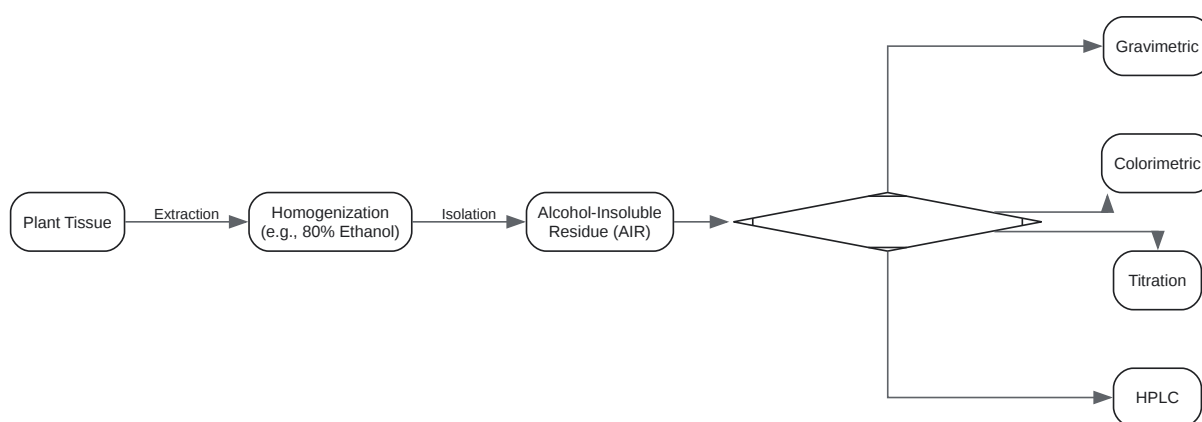 Plant Tissue
Extraction
Homogenization
(e.g., 80% Ethanol)
Isolation
Alcohol-Insoluble
Residue (AIR)
Gravimetric
Colorimetric
Titration
HPLC